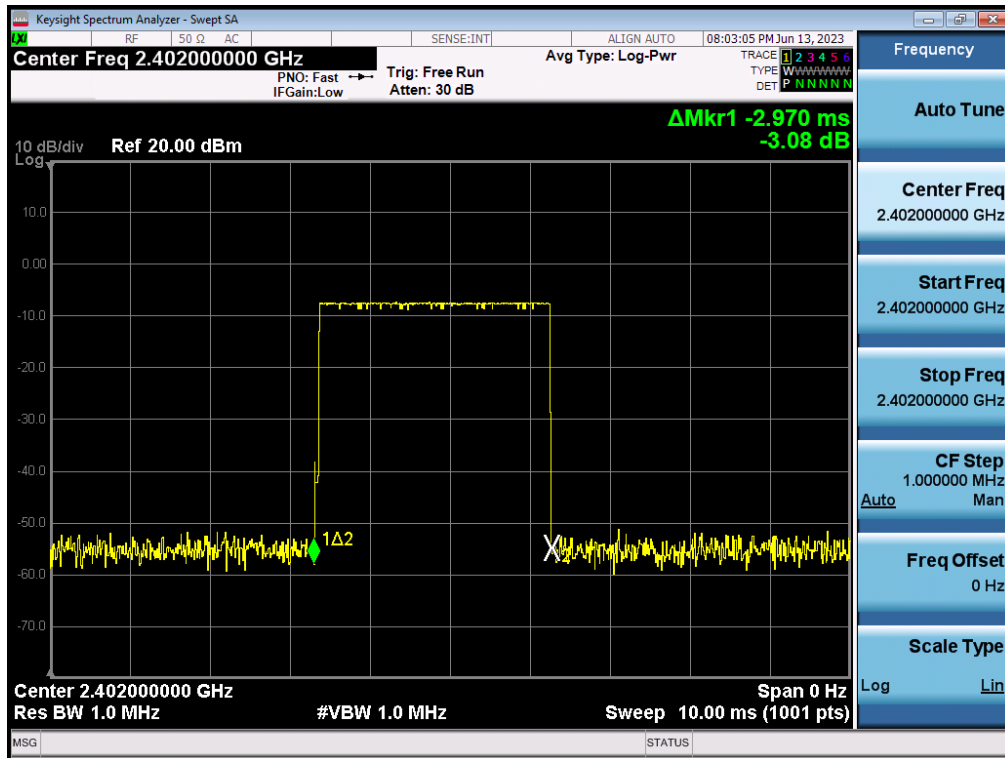 Keysight Spectrum Analyzer - Swept SA
LXI RF 50 Ω AC SENSE:INT ALIGN AUTO 08:03:05 PM Jun 13, 2023
Center Freq 2.402000000 GHz
PNO: Fast
IFGain:Low
Trig: Free Run
Atten: 30 dB
Avg Type: Log-Pwr
TRACE 1 2 3 4 5 6
TYPE WWWWWWW
DET P N N N N N
ΔMkr1 -2.970 ms
-3.08 dB
10 dB/div Ref 20.00 dBm
Log
10.0
0.00
-10.0
-20.0
-30.0
-40.0
-50.0
-60.0
-70.0
1Δ2
Center 2.402000000 GHz Span 0 Hz
Res BW 1.0 MHz #VBW 1.0 MHz Sweep 10.00 ms (1001 pts)
MSG STATUS
Frequency
Auto Tune
Center Freq
2.402000000 GHz
Start Freq
2.402000000 GHz
Stop Freq
2.402000000 GHz
CF Step
1.000000 MHz
Auto Man
Freq Offset
0 Hz
Scale Type
Log Lin